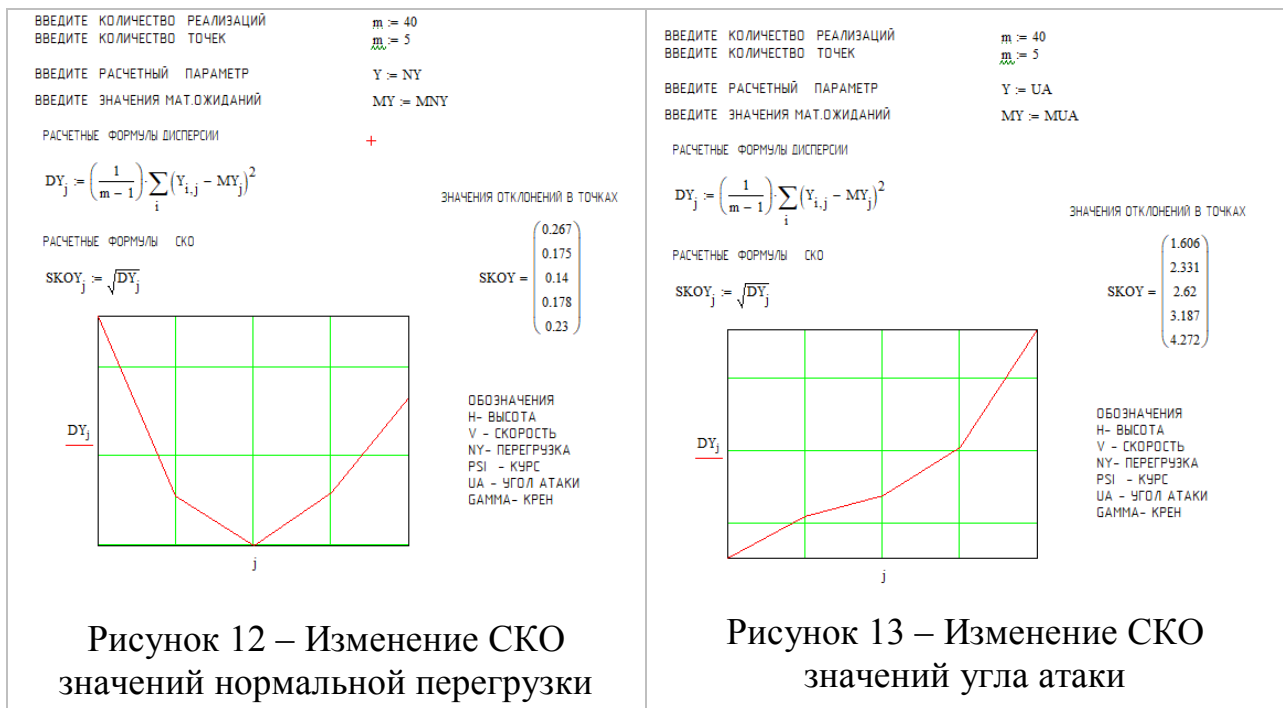 ВВЕДИТЕ КОЛИЧЕСТВО РЕАЛИЗАЦИЙ m := 40
ВВЕДИТЕ КОЛИЧЕСТВО ТОЧЕК m := 5
ВВЕДИТЕ РАСЧЕТНЫЙ ПАРАМЕТР Y := NY
ВВЕДИТЕ ЗНАЧЕНИЯ МАТ.ОЖИДАНИЙ MY := MNY
РАСЧЕТНЫЕ ФОРМУЛЫ ДИСПЕРСИИ
DY_j := (1/(m − 1))·∑_i (Y_{i,j} − MY_j)^2
ЗНАЧЕНИЯ ОТКЛОНЕНИЙ В ТОЧКАХ
РАСЧЕТНЫЕ ФОРМУЛЫ СКО
SKOY_j := √DY_j
SKOY =
0.267
0.175
0.14
0.178
0.23
DY_j
j
ОБОЗНАЧЕНИЯ
H- ВЫСОТА
V - СКОРОСТЬ
NY- ПЕРЕГРУЗКА
PSI - КУРС
UA - УГОЛ АТАКИ
GAMMA- КРЕН
Рисунок 12 – Изменение СКО
значений нормальной перегрузки
ВВЕДИТЕ КОЛИЧЕСТВО РЕАЛИЗАЦИЙ m := 40
ВВЕДИТЕ КОЛИЧЕСТВО ТОЧЕК m := 5
ВВЕДИТЕ РАСЧЕТНЫЙ ПАРАМЕТР Y := UA
ВВЕДИТЕ ЗНАЧЕНИЯ МАТ.ОЖИДАНИЙ MY := MUA
РАСЧЕТНЫЕ ФОРМУЛЫ ДИСПЕРСИИ
DY_j := (1/(m − 1))·∑_i (Y_{i,j} − MY_j)^2
ЗНАЧЕНИЯ ОТКЛОНЕНИЙ В ТОЧКАХ
РАСЧЕТНЫЕ ФОРМУЛЫ СКО
SKOY_j := √DY_j
SKOY =
1.606
2.331
2.62
3.187
4.272
DY_j
j
ОБОЗНАЧЕНИЯ
H- ВЫСОТА
V - СКОРОСТЬ
NY- ПЕРЕГРУЗКА
PSI - КУРС
UA - УГОЛ АТАКИ
GAMMA- КРЕН
Рисунок 13 – Изменение СКО
значений угла атаки